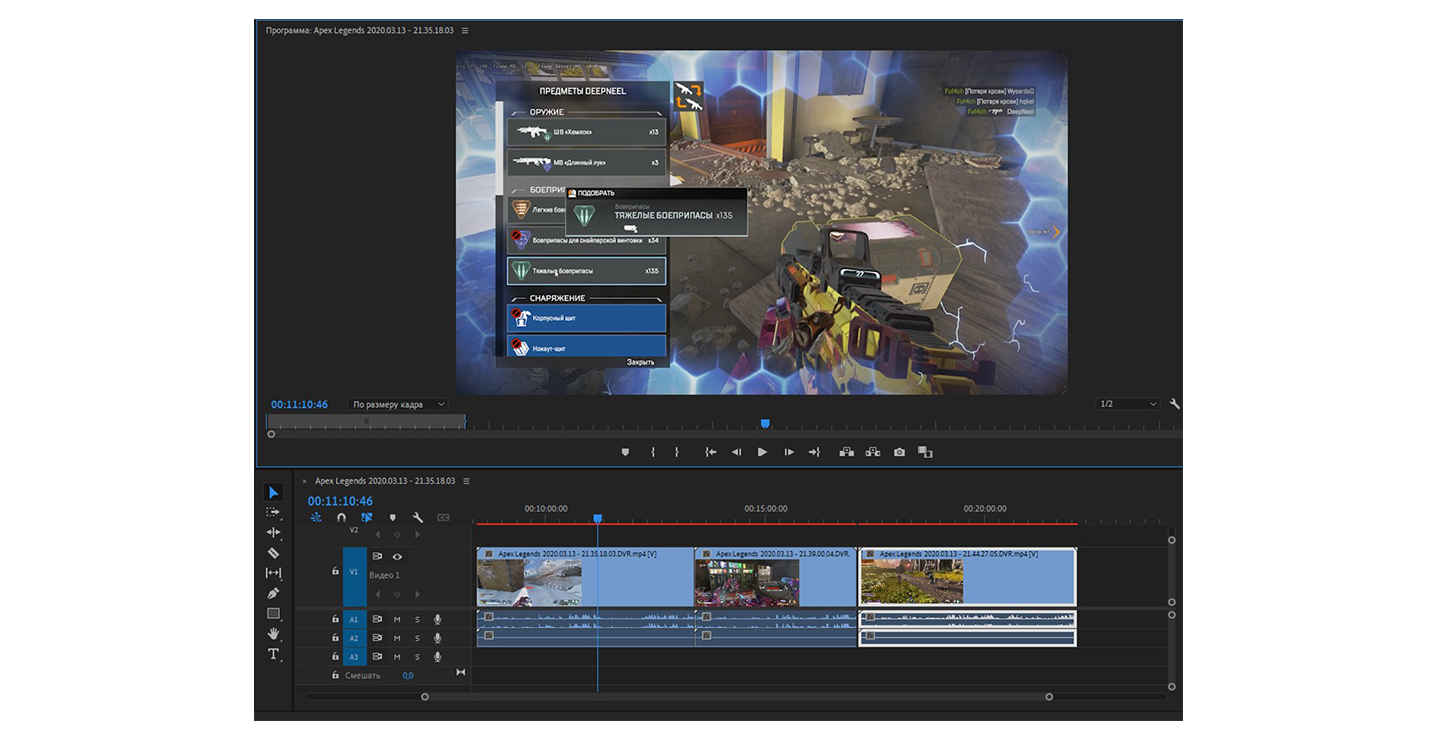 Программа: Apex Legends 2020.03.13 - 21.35.18.03
ПРЕДМЕТЫ DEEPNEEL
Ful4ch [Потеря крови] WysardsO
Ful4ch [Потеря крови] hqkal
Ful4ch DeepNeel
ОРУЖИЕ
ШВ «Хемлок» x13
МВ «Длинный лук» x3
БОЕПРИ
ПОДОБРАТЬ
Боеприпасы
ТЯЖЕЛЫЕ БОЕПРИПАСЫ x135
Легкие бое
Боеприпасы для снайперской винтовки x34
Тяжелые боеприпасы x135
27
СНАРЯЖЕНИЕ
Корпусный щит
Нокаут-щит
Закрыть
00:11:10:46 По размеру кадра 1/2
× Apex Legends 2020.03.13 - 21.35.18.03
00:11:10:46
00:10:00:00 00:15:00:00 00:20:00:00
V2
Apex Legends 2020.03.13 - 21.35.18.03.DVR.mp4 [V] Apex Legends 2020.03.13 - 21.39.00.04.DVR. Apex Legends 2020.03.13 - 21.44.27.05.DVR.mp4 [V]
V1 Видео 1
A1 M S
A2 M S
A3 M S
Смешать 0,0